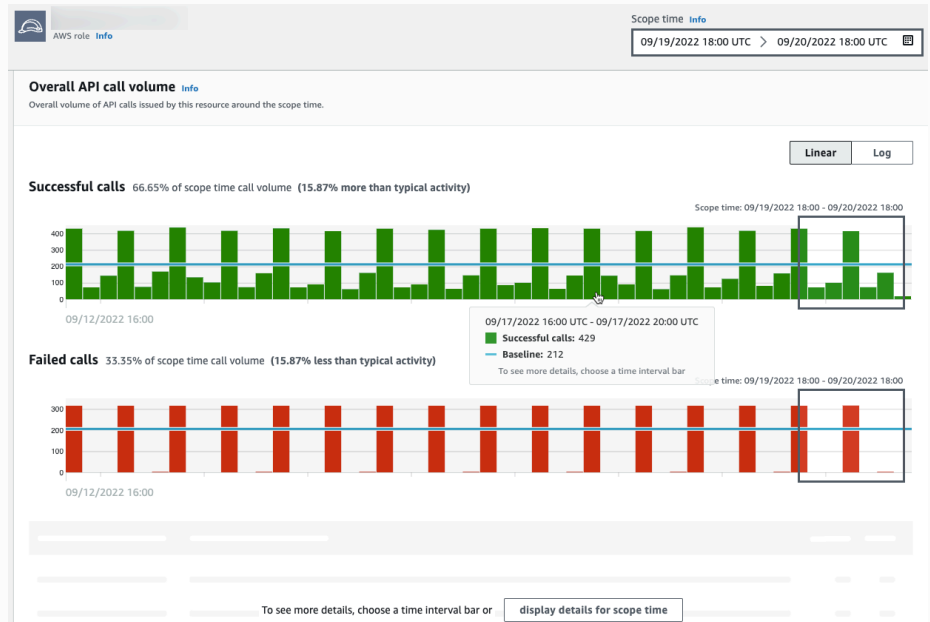 AWS role Info
Scope time Info
09/19/2022 18:00 UTC > 09/20/2022 18:00 UTC
Overall API call volume Info
Overall volume of API calls issued by this resource around the scope time.
Linear
Log
Successful calls 66.65% of scope time call volume (15.87% more than typical activity)
Scope time: 09/19/2022 18:00 - 09/20/2022 18:00
400
300
200
100
0
09/12/2022 16:00
09/17/2022 16:00 UTC - 09/17/2022 20:00 UTC
Successful calls: 429
Baseline: 212
To see more details, choose a time interval bar
Failed calls 33.35% of scope time call volume (15.87% less than typical activity)
e time: 09/19/2022 18:00 - 09/20/2022 18:00
300
200
100
0
09/12/2022 16:00
To see more details, choose a time interval bar or display details for scope time